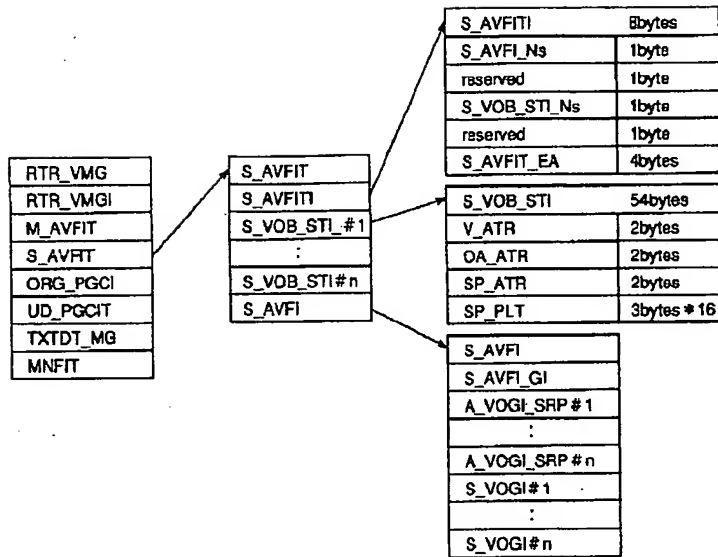 RTR_VMG
RTR_VMGI
M_AVFIT
S_AVFIT
ORG_PGCI
UD_PGCIT
TXTDT_MG
MNFIT
S_AVFIT
S_AVFITI
S_VOB_STI_#1
:
S_VOB_STI#n
S_AVFI
S_AVFITI 8bytes
S_AVFI_Ns 1byte
reserved 1byte
S_VOB_STI_Ns 1byte
reserved 1byte
S_AVFIT_EA 4bytes
S_VOB_STI 54bytes
V_ATR 2bytes
OA_ATR 2bytes
SP_ATR 2bytes
SP_PLT 3bytes*16
S_AVFI
S_AVFI_GI
A_VOGI_SRP#1
:
A_VOGI_SRP#n
S_VOGI#1
:
S_VOGI#n